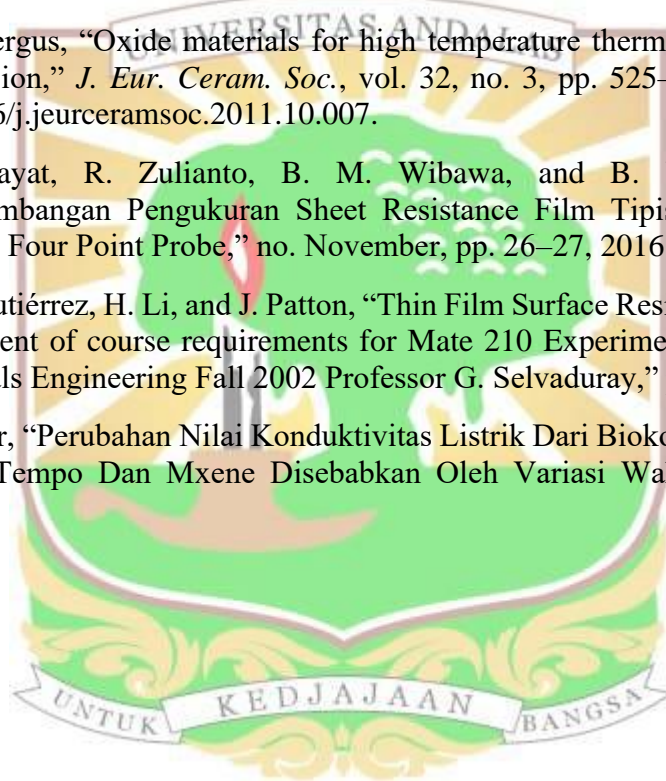 UNIVERSITAS ANDALAS
ergus, “Oxide materials for high temperature therm
ion,” J. Eur. Ceram. Soc., vol. 32, no. 3, pp. 525–
6/j.jeurceramsoc.2011.10.007.
ayat, R. Zulianto, B. M. Wibawa, and B.
mbangan Pengukuran Sheet Resistance Film Tipis
Four Point Probe,” no. November, pp. 26–27, 2016
utiérrez, H. Li, and J. Patton, “Thin Film Surface Resi
ent of course requirements for Mate 210 Experime
ls Engineering Fall 2002 Professor G. Selvaduray,”
r, “Perubahan Nilai Konduktivitas Listrik Dari Bioko
Tempo Dan Mxene Disebabkan Oleh Variasi Wa
UNTUK KEDJAJAAN BANGSA